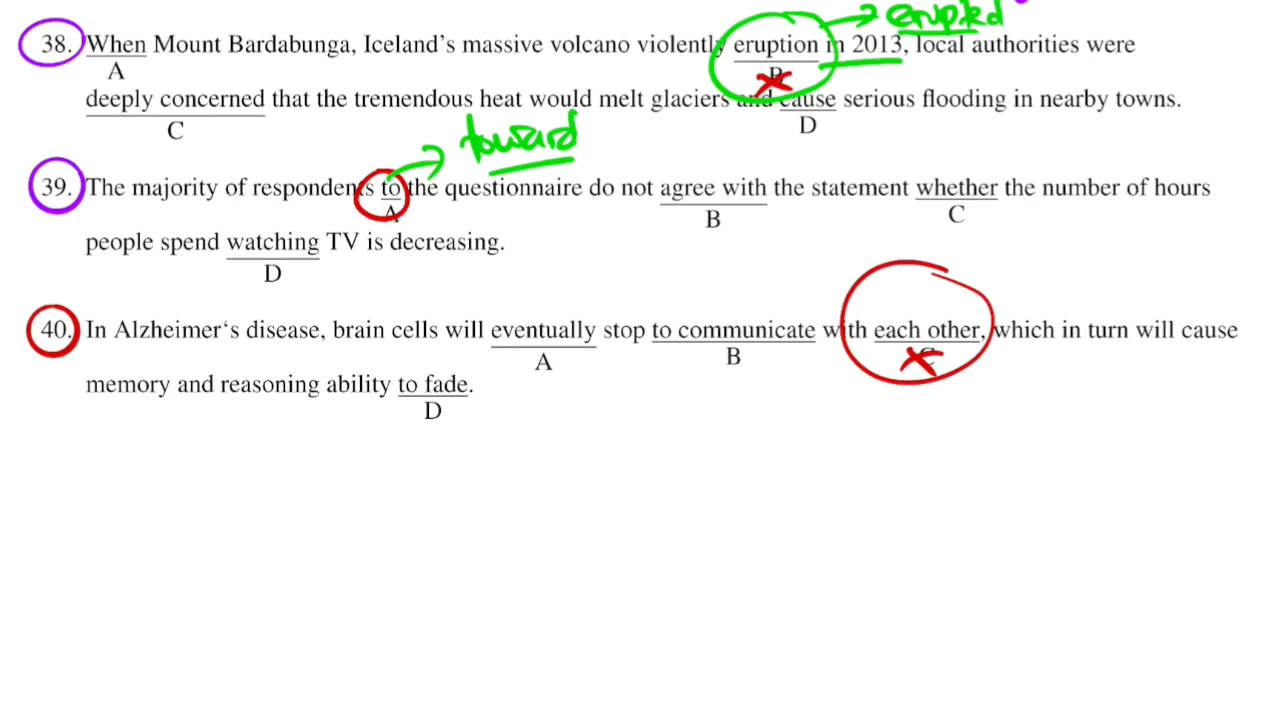 erupted
38. When Mount Bardabunga, Iceland's massive volcano violently eruption in 2013, local authorities were
A B
deeply concerned that the tremendous heat would melt glaciers and cause serious flooding in nearby towns.
C D
toward
39. The majority of respondents to the questionnaire do not agree with the statement whether the number of hours
A B C
people spend watching TV is decreasing.
D
40. In Alzheimer‘s disease, brain cells will eventually stop to communicate with each other, which in turn will cause
A B C
memory and reasoning ability to fade.
D